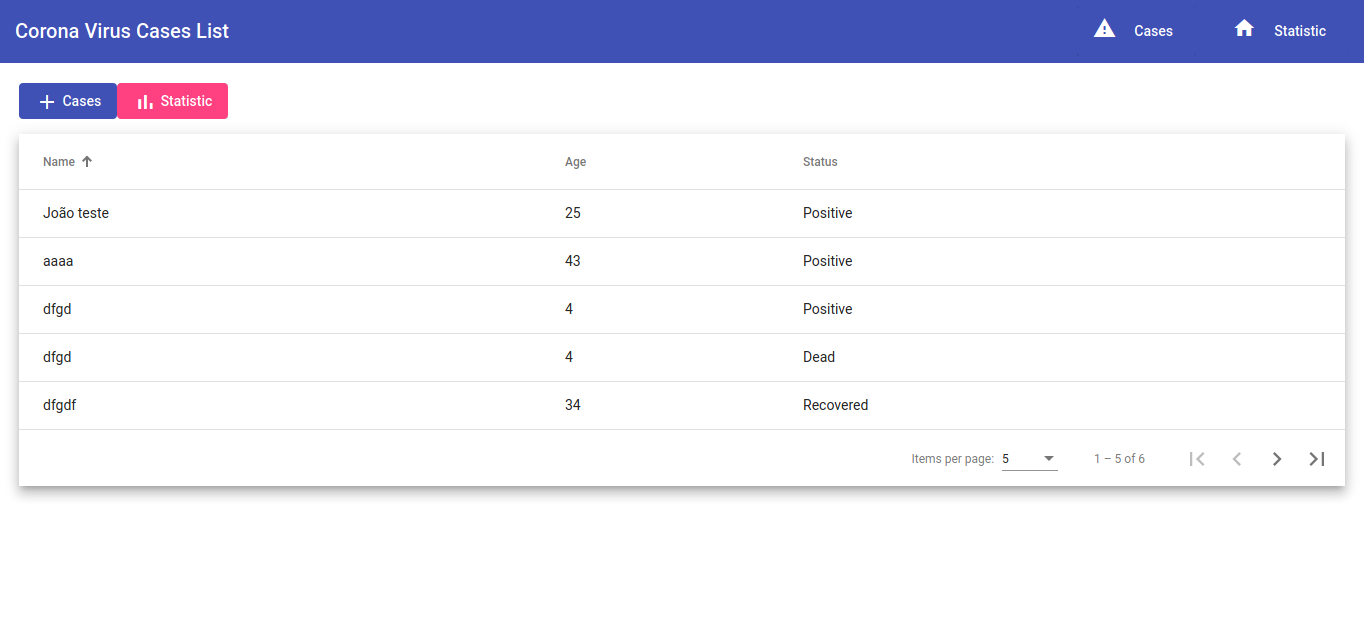 Corona Virus Cases List Cases Statistic
Cases Statistic
Name Age Status
João teste 25 Positive
aaaa 43 Positive
dfgd 4 Positive
dfgd 4 Dead
dfgdf 34 Recovered
Items per page: 5 1 – 5 of 6